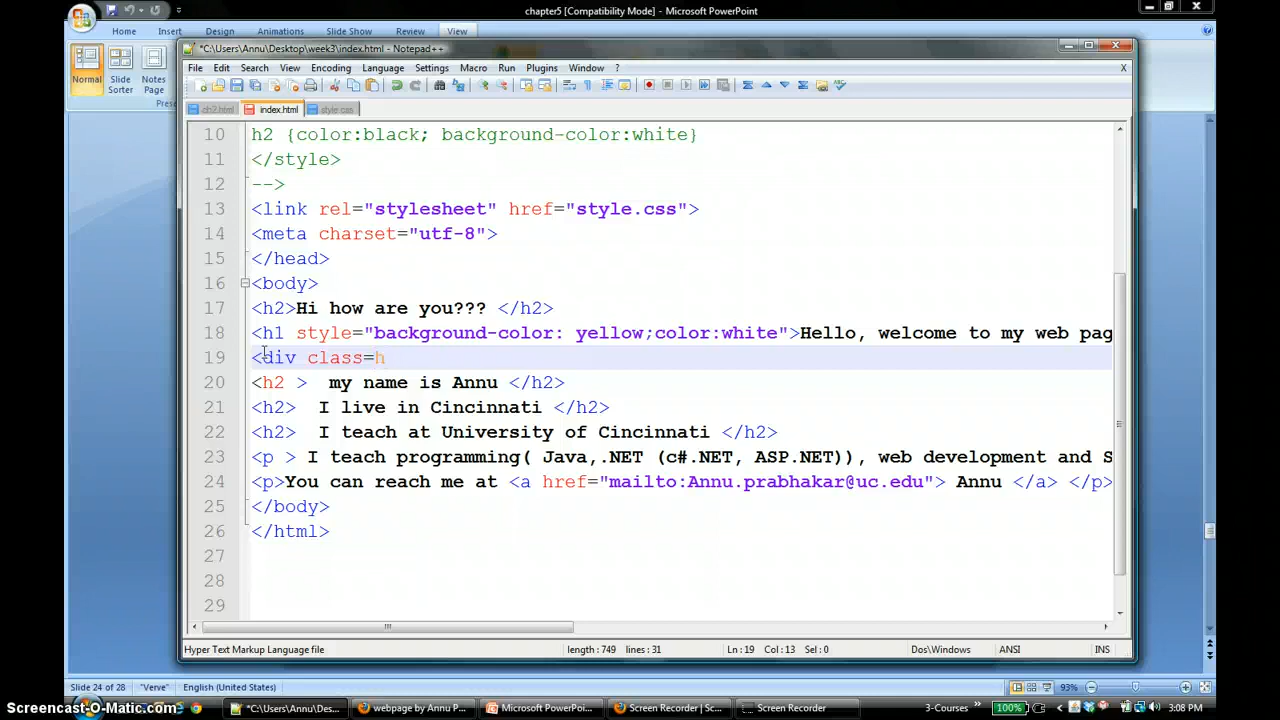 chapter5 [Compatibility Mode] - Microsoft PowerPoint
Home Insert Animations Slide Show Review View
*C:\Users\Annu\Desktop\week3\index.html - Notepad++
File Edit Search View Encoding Language Settings Macro Run Plugins Window ? X
ch2.html index.html style.css
Normal Slide Sorter Notes Page
Prese
10 h2 {color:black; background-color:white}
11 </style>
12 -->
13 <link rel="stylesheet" href="style.css">
14 <meta charset="utf-8">
15 </head>
16 <body>
17 <h2>Hi how are you??? </h2>
18 <h1 style="background-color: yellow;color:white">Hello, welcome to my web pag
19 <div class=h
20 <h2 > my name is Annu </h2>
21 <h2> I live in Cincinnati </h2>
22 <h2> I teach at University of Cincinnati </h2>
23 <p > I teach programming( Java,.NET (c#.NET, ASP.NET)), web development and S
24 <p>You can reach me at <a href="mailto:Annu.prabhakar@uc.edu"> Annu </a> </p>
25 </body>
26 </html>
27
28
29
Hyper Text Markup Language file length : 749 lines : 31 Ln : 19 Col : 13 Sel : 0 Dos\Windows ANSI INS
Slide 24 of 28 "Verve" English (United States) 93%
Screencast-O-Matic.com *C:\Users\Annu\Des... webpage by Annu P... Microsoft PowerPoi... Screen Recorder | Sc... Screen Recorder 3-Courses 100% 3:08 PM